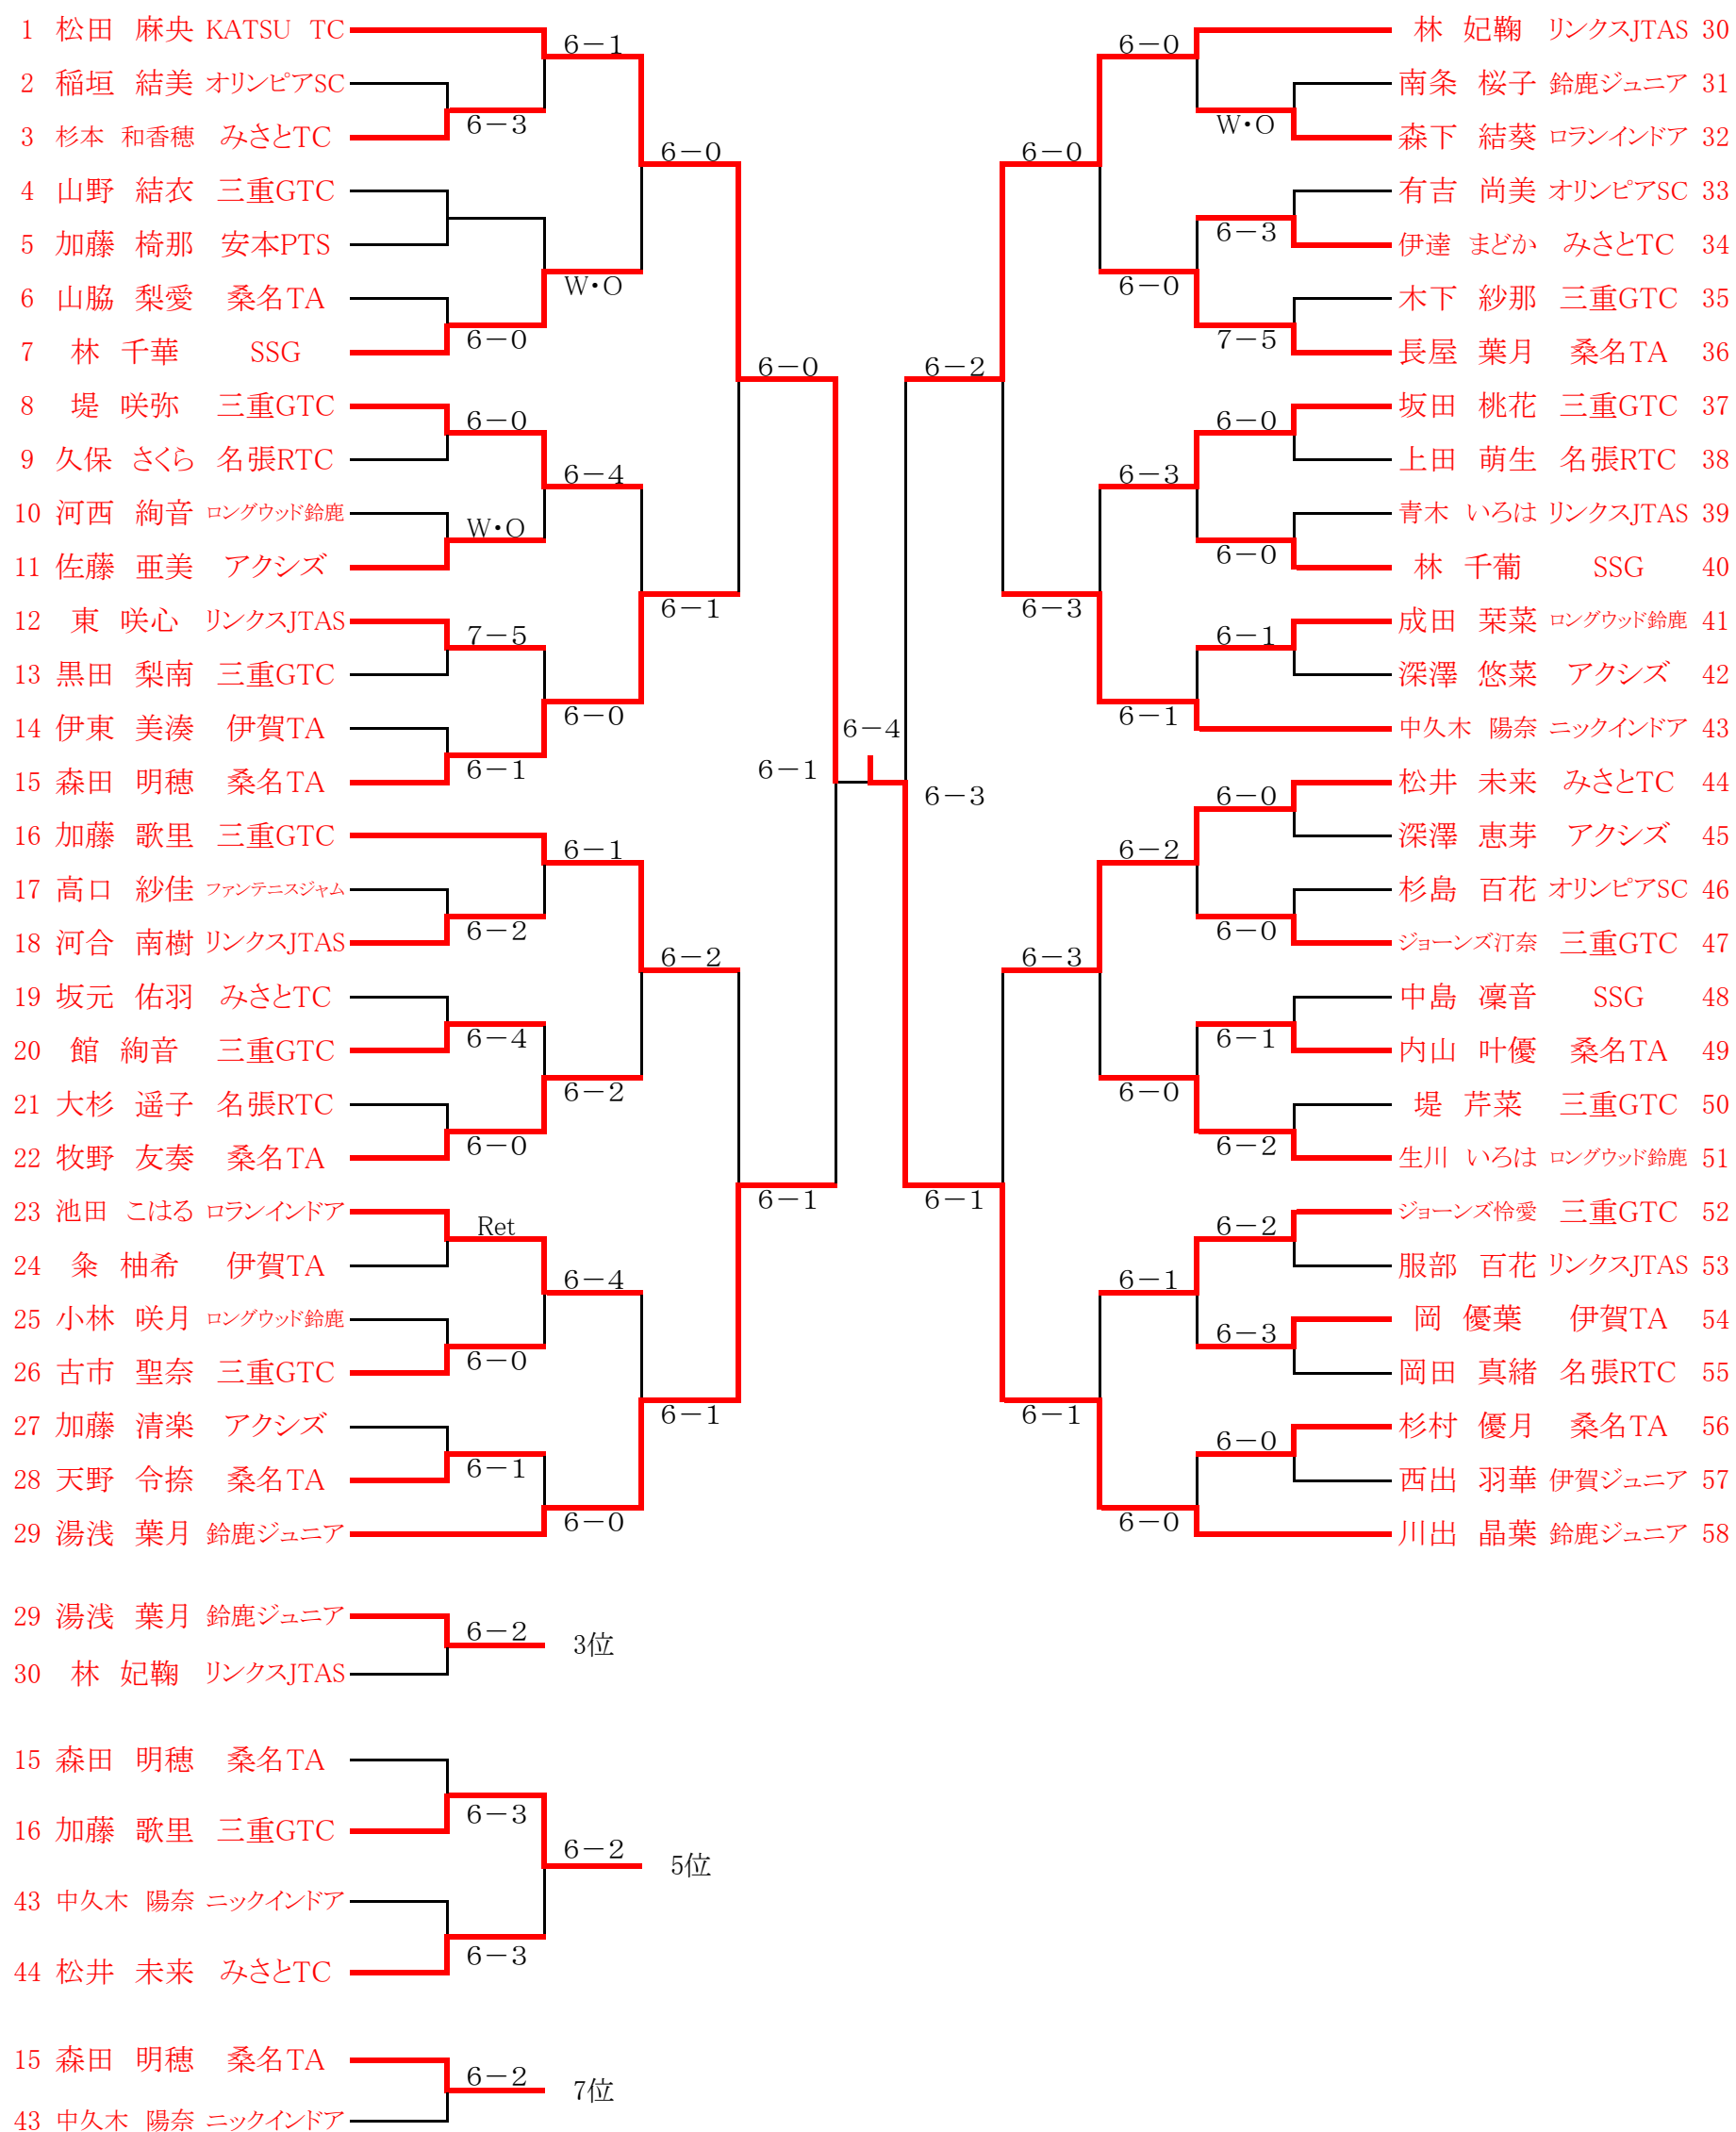 1 松田 麻央 KATSU TC
2 稲垣 結美 オリンピアSC
3 杉本 和香穂 みさとTC
4 山野 結衣 三重GTC
5 加藤 椅那 安本PTS
6 山脇 梨愛 桑名TA
7 林 千華 SSG
8 堤 咲弥 三重GTC
9 久保 さくら 名張RTC
10 河西 絢音 ロングウッド鈴鹿
11 佐藤 亜美 アクシズ
12 東 咲心 リンクスJTAS
13 黒田 梨南 三重GTC
14 伊東 美湊 伊賀TA
15 森田 明穂 桑名TA
16 加藤 歌里 三重GTC
17 高口 紗佳 ファンテニスジャム
18 河合 南樹 リンクスJTAS
19 坂元 佑羽 みさとTC
20 館 絢音 三重GTC
21 大杉 遥子 名張RTC
22 牧野 友奏 桑名TA
23 池田 こはる ロランインドア
24 粂 柚希 伊賀TA
25 小林 咲月 ロングウッド鈴鹿
26 古市 聖奈 三重GTC
27 加藤 清楽 アクシズ
28 天野 令捺 桑名TA
29 湯浅 葉月 鈴鹿ジュニア
6-3
6-0
6-0
W・O
7-5
6-1
6-2
6-4
6-0
Ret
6-0
6-1
6-1
W・O
6-4
6-0
6-1
6-2
6-4
6-0
6-0
6-1
6-2
6-1
6-0
6-1
6-1
6-4
6-3
6-2
6-1
6-0
6-3
6-3
6-1
6-0
6-0
6-3
6-1
6-2
6-0
6-1
6-0
W・O
6-3
7-5
6-0
6-0
6-1
6-0
6-0
6-1
6-2
6-2
6-3
6-0
林 妃鞠 リンクスJTAS 30
南条 桜子 鈴鹿ジュニア 31
森下 結葵 ロランインドア 32
有吉 尚美 オリンピアSC 33
伊達 まどか みさとTC 34
木下 紗那 三重GTC 35
長屋 葉月 桑名TA 36
坂田 桃花 三重GTC 37
上田 萌生 名張RTC 38
青木 いろは リンクスJTAS 39
林 千葡 SSG 40
成田 栞菜 ロングウッド鈴鹿 41
深澤 悠菜 アクシズ 42
中久木 陽奈 ニックインドア 43
松井 未来 みさとTC 44
深澤 恵芽 アクシズ 45
杉島 百花 オリンピアSC 46
ジョーンズ汀奈 三重GTC 47
中島 凜音 SSG 48
内山 叶優 桑名TA 49
堤 芹菜 三重GTC 50
生川 いろは ロングウッド鈴鹿 51
ジョーンズ怜愛 三重GTC 52
服部 百花 リンクスJTAS 53
岡 優葉 伊賀TA 54
岡田 真緒 名張RTC 55
杉村 優月 桑名TA 56
西出 羽華 伊賀ジュニア 57
川出 晶葉 鈴鹿ジュニア 58
29 湯浅 葉月 鈴鹿ジュニア
6-2 3位
30 林 妃鞠 リンクスJTAS
15 森田 明穂 桑名TA
6-3
16 加藤 歌里 三重GTC
6-2 5位
43 中久木 陽奈 ニックインドア
6-3
44 松井 未来 みさとTC
15 森田 明穂 桑名TA
6-2 7位
43 中久木 陽奈 ニックインドア